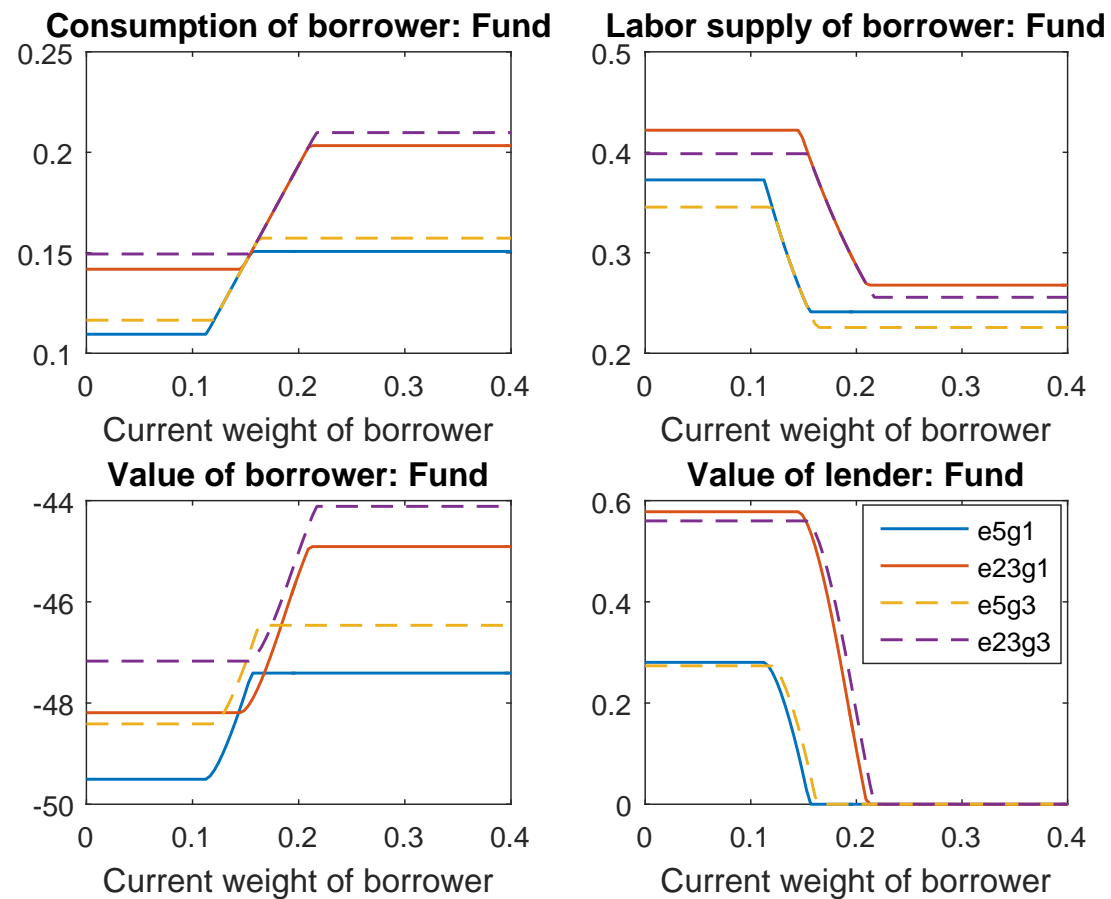 Consumption of borrower: Fund
0.25
0.2
0.15
0.1
0 0.1 0.2 0.3 0.4
Current weight of borrower
Labor supply of borrower: Fund
0.5
0.4
0.3
0.2
0 0.1 0.2 0.3 0.4
Current weight of borrower
Value of borrower: Fund
-44
-46
-48
-50
0 0.1 0.2 0.3 0.4
Current weight of borrower
Value of lender: Fund
0.6
0.4
0.2
0
e5g1
e23g1
e5g3
e23g3
0 0.1 0.2 0.3 0.4
Current weight of borrower